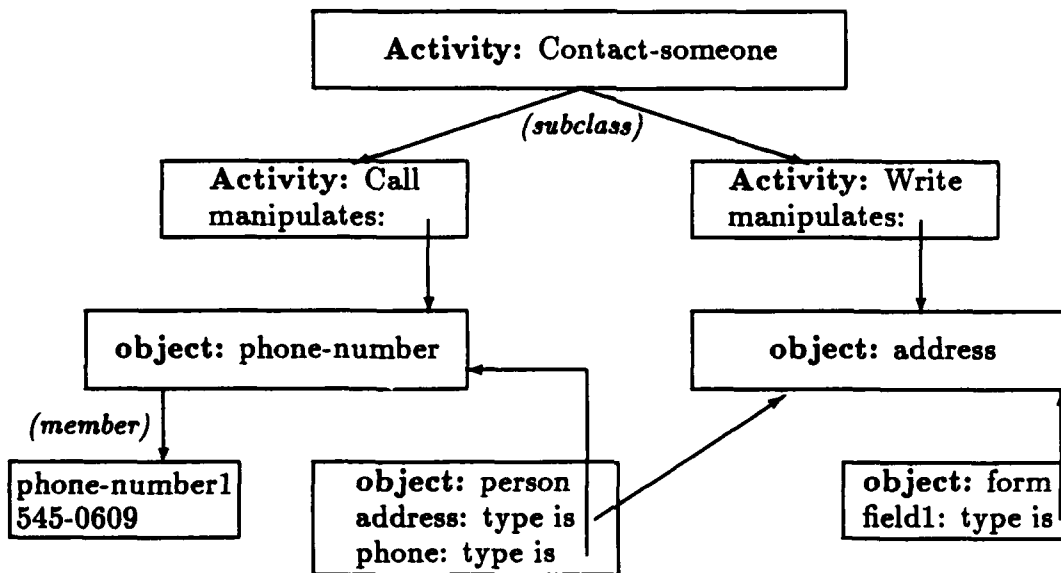 Activity: Contact-someone
(subclass)
Activity: Call
manipulates:
Activity: Write
manipulates:
object: phone-number
object: address
(member)
phone-number1
545-0609
object: person
address: type is
phone: type is
object: form
field1: type is